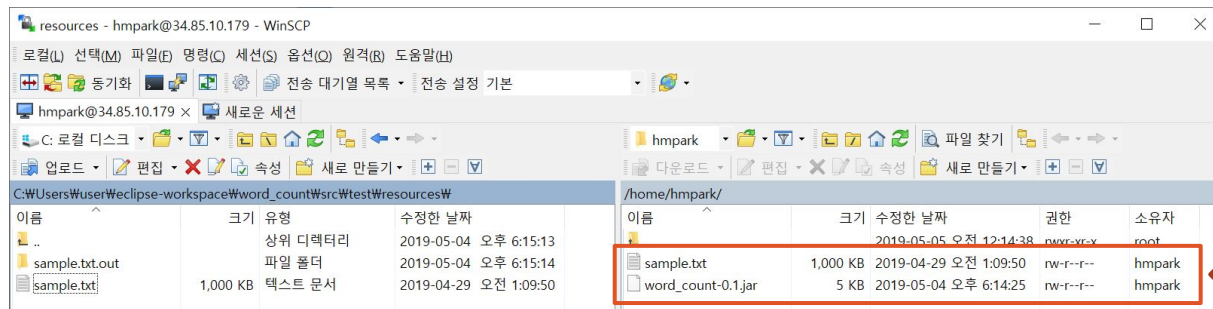 resources - hmpark@34.85.10.179 - WinSCP
로컬(L) 선택(M) 파일(F) 명령(C) 세션(S) 옵션(O) 원격(R) 도움말(H)
동기화 전송 대기열 목록 전송 설정 기본
hmpark@34.85.10.179 × 새로운 세션
C: 로컬 디스크 hmpark 파일 찾기
업로드 편집 속성 새로 만들기 다운로드 편집 속성 새로 만들기
C:₩Users₩user₩eclipse-workspace₩word_count₩src₩test₩resources₩ /home/hmpark/
이름 크기 유형 수정한 날짜 이름 크기 수정한 날짜 권한 소유자
.. 상위 디렉터리 2019-05-04 오후 6:15:13 2019-05-05 오전 12:14:38 rwxr-xr-x root
sample.txt.out 파일 폴더 2019-05-04 오후 6:15:14 sample.txt 1,000 KB 2019-04-29 오전 1:09:50 rw-r--r-- hmpark
sample.txt 1,000 KB 텍스트 문서 2019-04-29 오전 1:09:50 word_count-0.1.jar 5 KB 2019-05-04 오후 6:14:25 rw-r--r-- hmpark